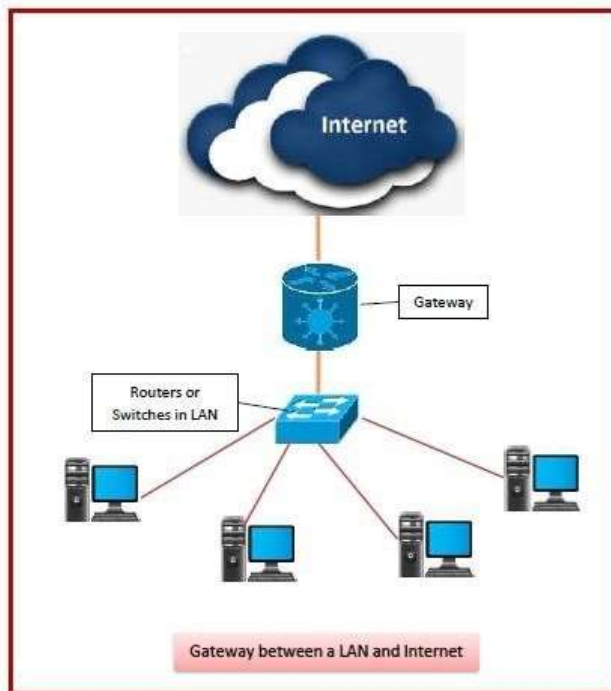 Internet
Gateway
Routers or
Switches in LAN
Gateway between a LAN and Internet